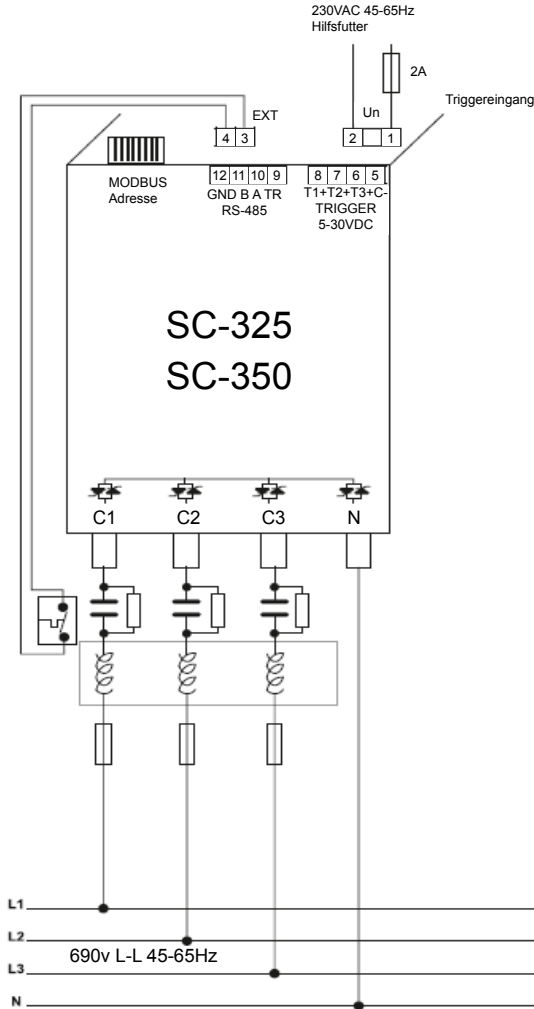 230VAC 45-65Hz
Hilfsfutter
2A
Triggereingang
EXT
Un
4 3
2 1
MODBUS
Adresse
12 11 10 9
GND B A TR
RS-485
8 7 6 5
T1+T2+T3+C-
TRIGGER
5-30VDC
SC-325
SC-350
C1 C2 C3 N
L1
L2
690v L-L 45-65Hz
L3
N